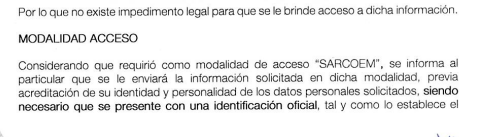 Por lo que no existe impedimento legal para que se le brinde acceso a dicha información.
MODALIDAD ACCESO
Considerando que requirió como modalidad de acceso "SARCOEM", se informa al
particular que se le enviará la información solicitada en dicha modalidad, previa
acreditación de su identidad y personalidad de los datos personales solicitados, siendo
necesario que se presente con una identificación oficial, tal y como lo establece el